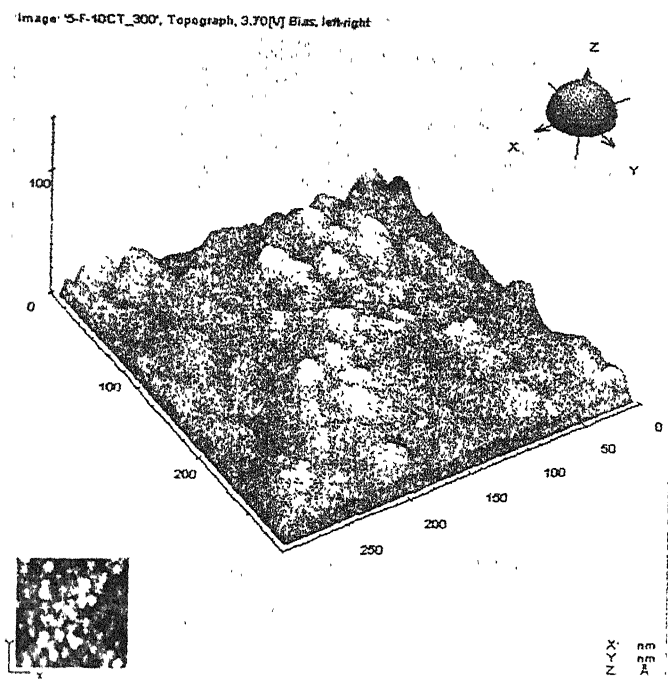 Image '5-F-10CT_300', Topograph, 3.70[V] Bias, left-right
Z
X
Y
100
0
100
200
0
50
100
150
200
250
Y
X
X nm
Y nm
Z Å